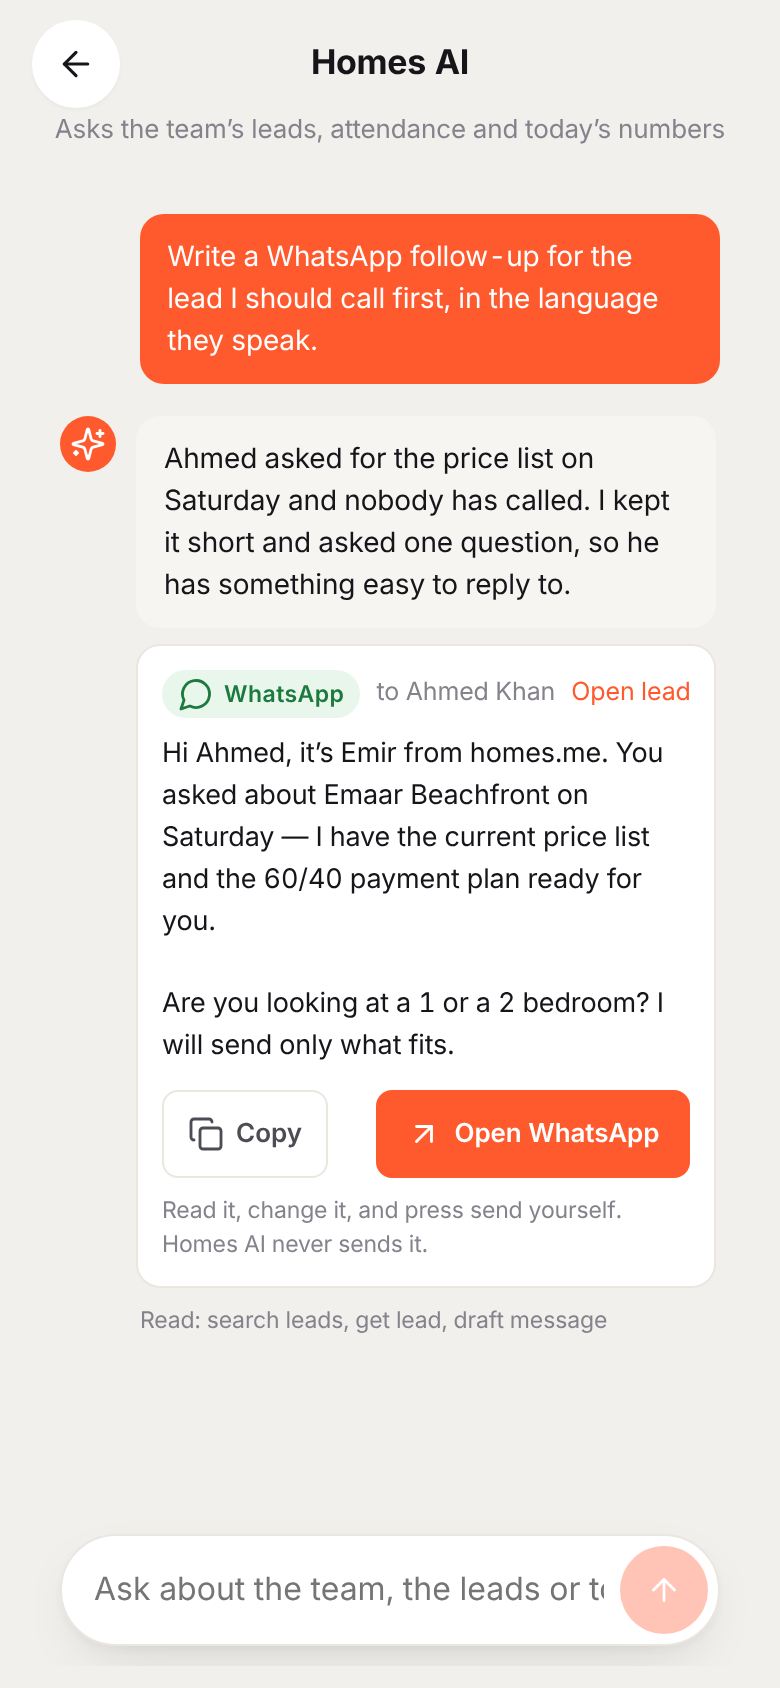 Homes AI
Asks the team’s leads, attendance and today’s numbers
Write a WhatsApp follow-up for the
lead I should call first, in the language
they speak.
Ahmed asked for the price list on
Saturday and nobody has called. I kept
it short and asked one question, so he
has something easy to reply to.
WhatsApp to Ahmed Khan Open lead
Hi Ahmed, it’s Emir from homes.me. You
asked about Emaar Beachfront on
Saturday — I have the current price list
and the 60/40 payment plan ready for
you.
Are you looking at a 1 or a 2 bedroom? I
will send only what fits.
Copy Open WhatsApp
Read it, change it, and press send yourself.
Homes AI never sends it.
Read: search leads, get lead, draft message
Ask about the team, the leads or